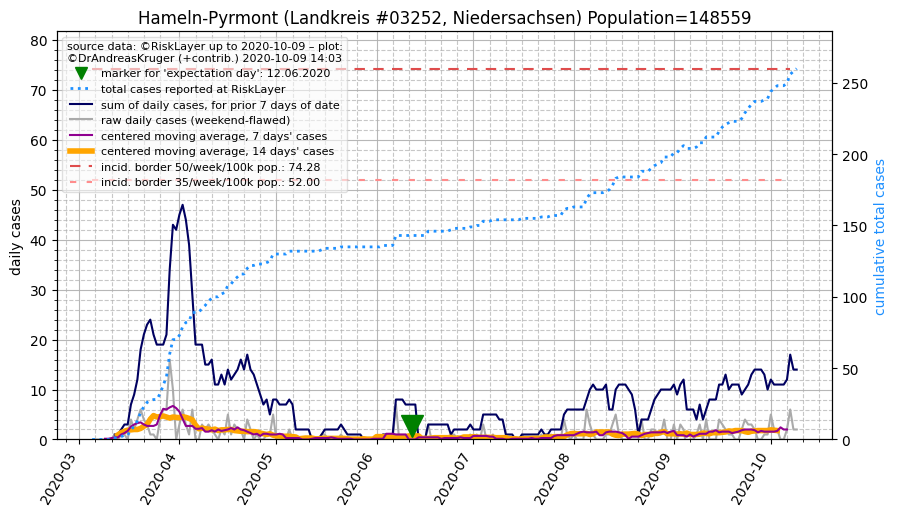 Hameln-Pyrmont (Landkreis #03252, Niedersachsen) Population=148559
source data: ©RiskLayer up to 2020-10-09 – plot:
©DrAndreasKruger (+contrib.) 2020-10-09 14:03
marker for 'expectation day': 12.06.2020
total cases reported at RiskLayer
sum of daily cases, for prior 7 days of date
raw daily cases (weekend-flawed)
centered moving average, 7 days' cases
centered moving average, 14 days' cases
incid. border 50/week/100k pop.: 74.28
incid. border 35/week/100k pop.: 52.00
daily cases
80
70
60
50
40
30
20
10
0
cumulative total cases
250
200
150
100
50
0
2020-03
2020-04
2020-05
2020-06
2020-07
2020-08
2020-09
2020-10